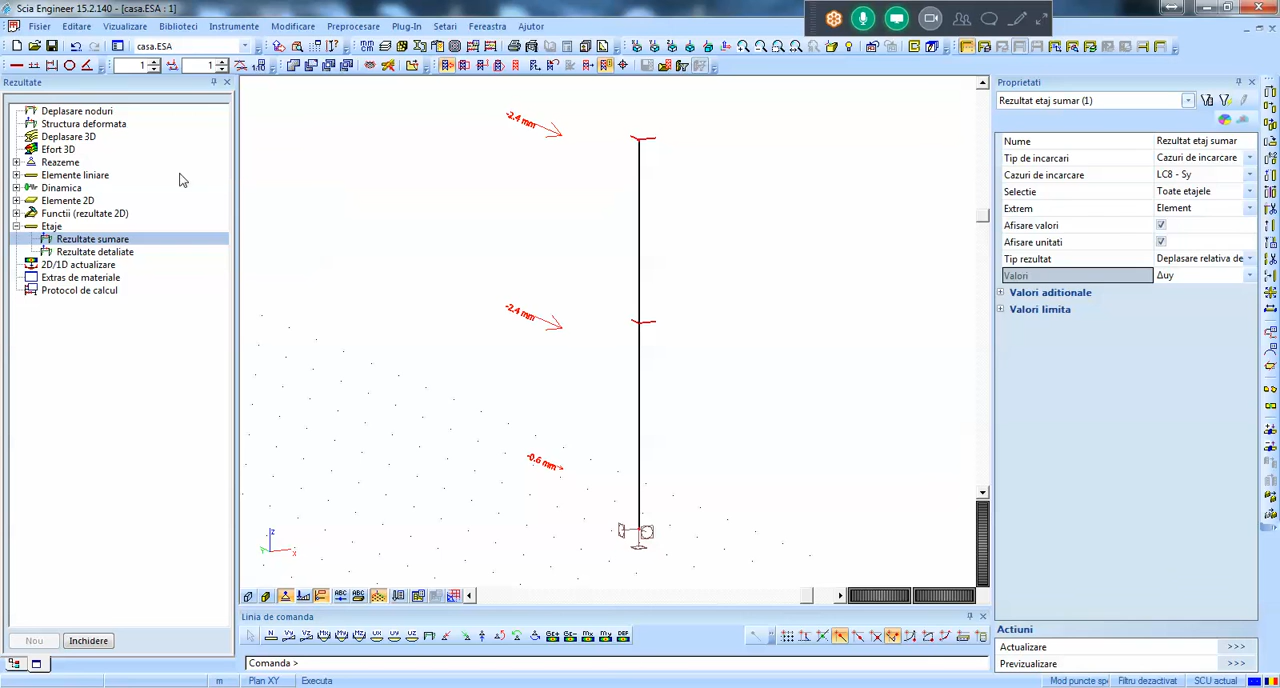 Scia Engineer 15.2.140 - [casa.ESA : 1]
Fisier Editare Vizualizare Biblioteci Instrumente Modificare Preprocesare Plug-In Setari Fereastra Ajutor
casa.ESA
1 1
Rezultate
Deplasare noduri
Structura deformata
Deplasare 3D
Efort 3D
Reazeme
Elemente liniare
Dinamica
Elemente 2D
Functii (rezultate 2D)
Etaje
Rezultate sumare
Rezultate detaliate
2D/1D actualizare
Extras de materiale
Protocol de calcul
Nou Inchidere
-2.4 mm
-2.4 mm
-0.6 mm
z
x
Proprietati
Rezultat etaj sumar (1)
Nume Rezultat etaj sumar
Tip de incarcari Cazuri de incarcare
Cazuri de incarcare LC8 - Sy
Selectie Toate etajele
Extrem Element
Afisare valori
Afisare unitati
Tip rezultat Deplasare relativa de
Valori Δuy
Valori aditionale
Valori limita
Actiuni
Actualizare >>>
Previzualizare >>>
Linia de comanda
Comanda >
m Plan XY Executa Mod puncte sp Filtru dezactivat SCU actual